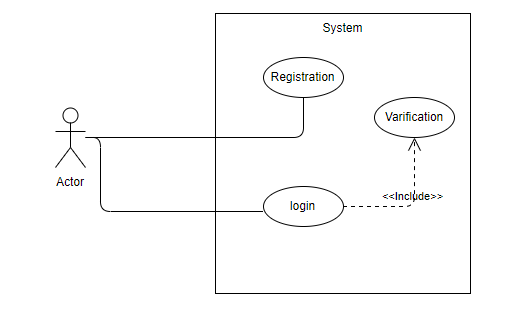 System
Registration
Varification
Actor
<<Include>>
login